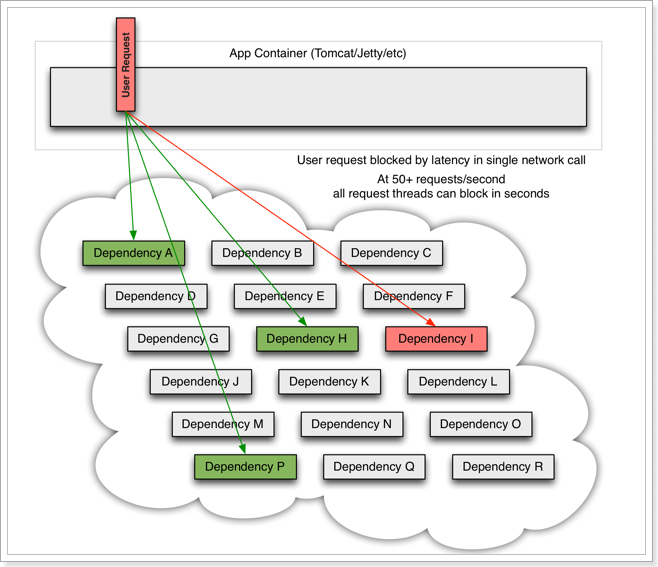 User Request
App Container (Tomcat/Jetty/etc)
User request blocked by latency in single network call
At 50+ requests/second
all request threads can block in seconds
Dependency A
Dependency B
Dependency C
Dependency D
Dependency E
Dependency F
Dependency G
Dependency H
Dependency I
Dependency J
Dependency K
Dependency L
Dependency M
Dependency N
Dependency O
Dependency P
Dependency Q
Dependency R